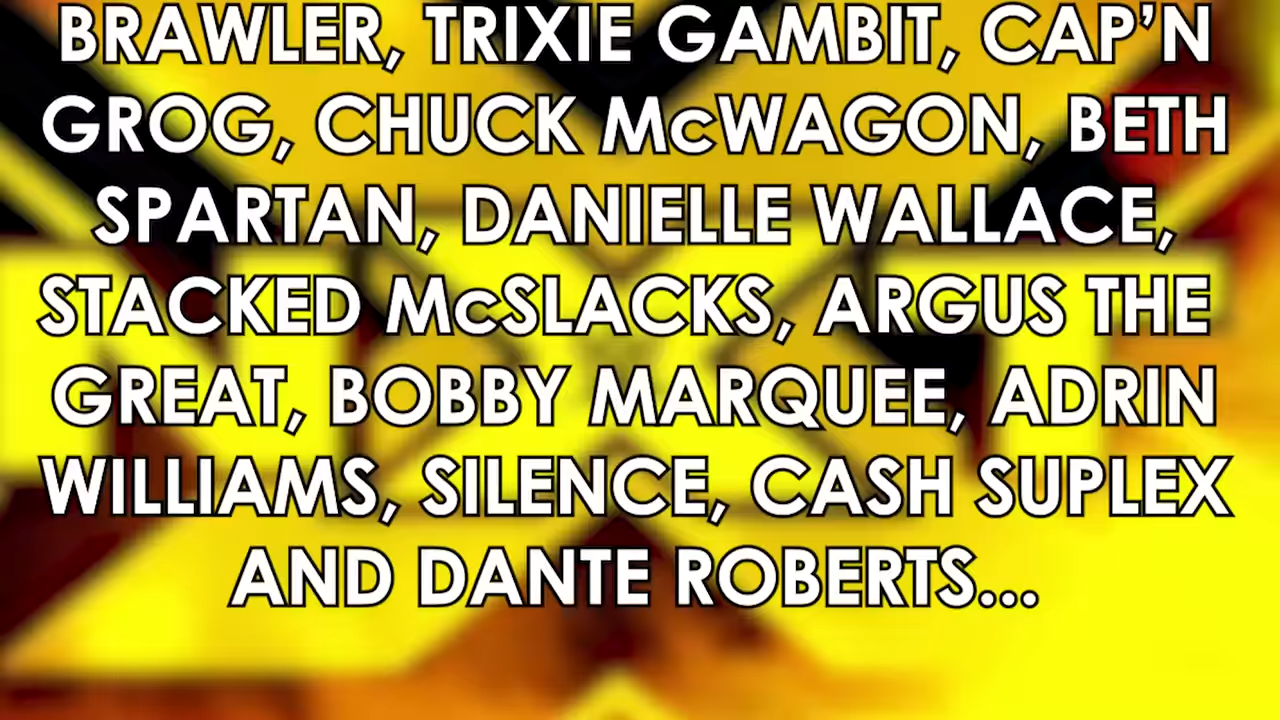 BRAWLER, TRIXIE GAMBIT, CAP’N
GROG, CHUCK McWAGON, BETH
SPARTAN, DANIELLE WALLACE,
STACKED McSLACKS, ARGUS THE
GREAT, BOBBY MARQUEE, ADRIN
WILLIAMS, SILENCE, CASH SUPLEX
AND DANTE ROBERTS...
NXT